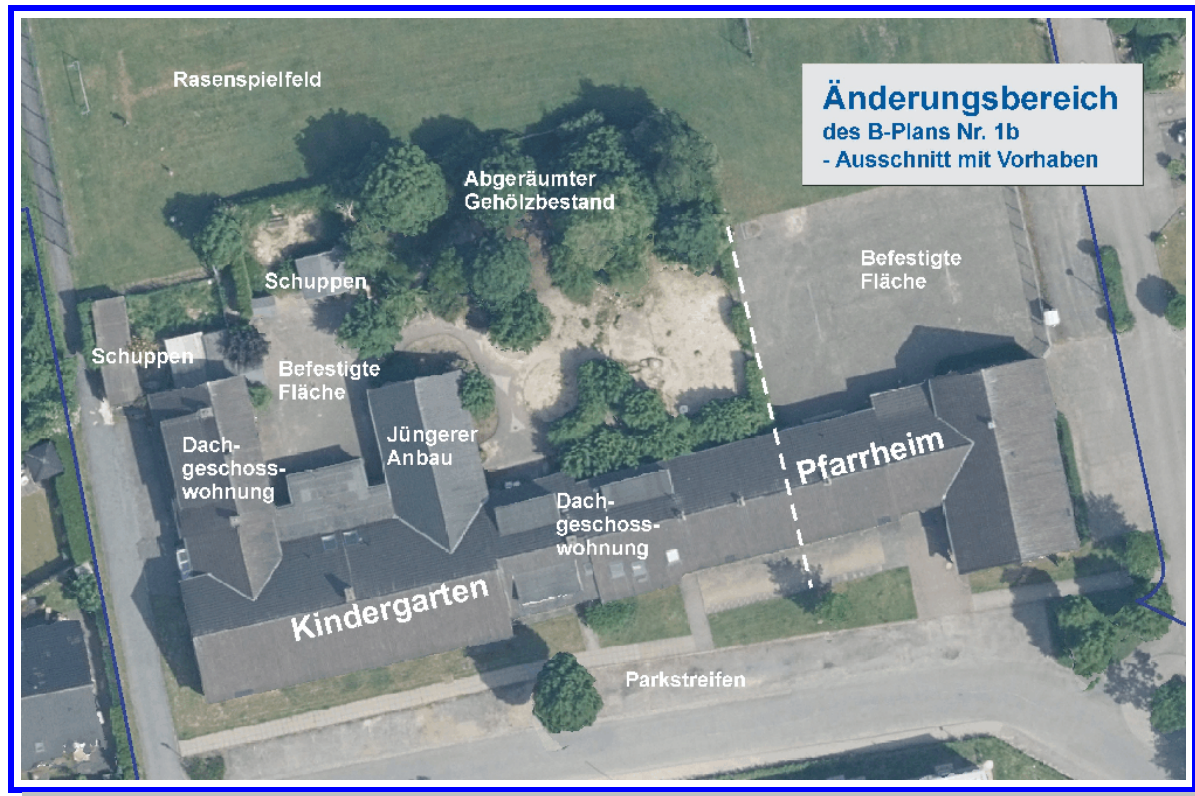 Rasenspielfeld
Änderungsbereich
des B-Plans Nr. 1b
- Ausschnitt mit Vorhaben
Abgeräumter
Gehölzbestand
Befestigte
Fläche
Schuppen
Schuppen
Befestigte
Fläche
Jüngerer
Anbau
Dach-
geschoss-
wohnung
Pfarrheim
Dach-
geschoss-
wohnung
Kindergarten
Parkstreifen